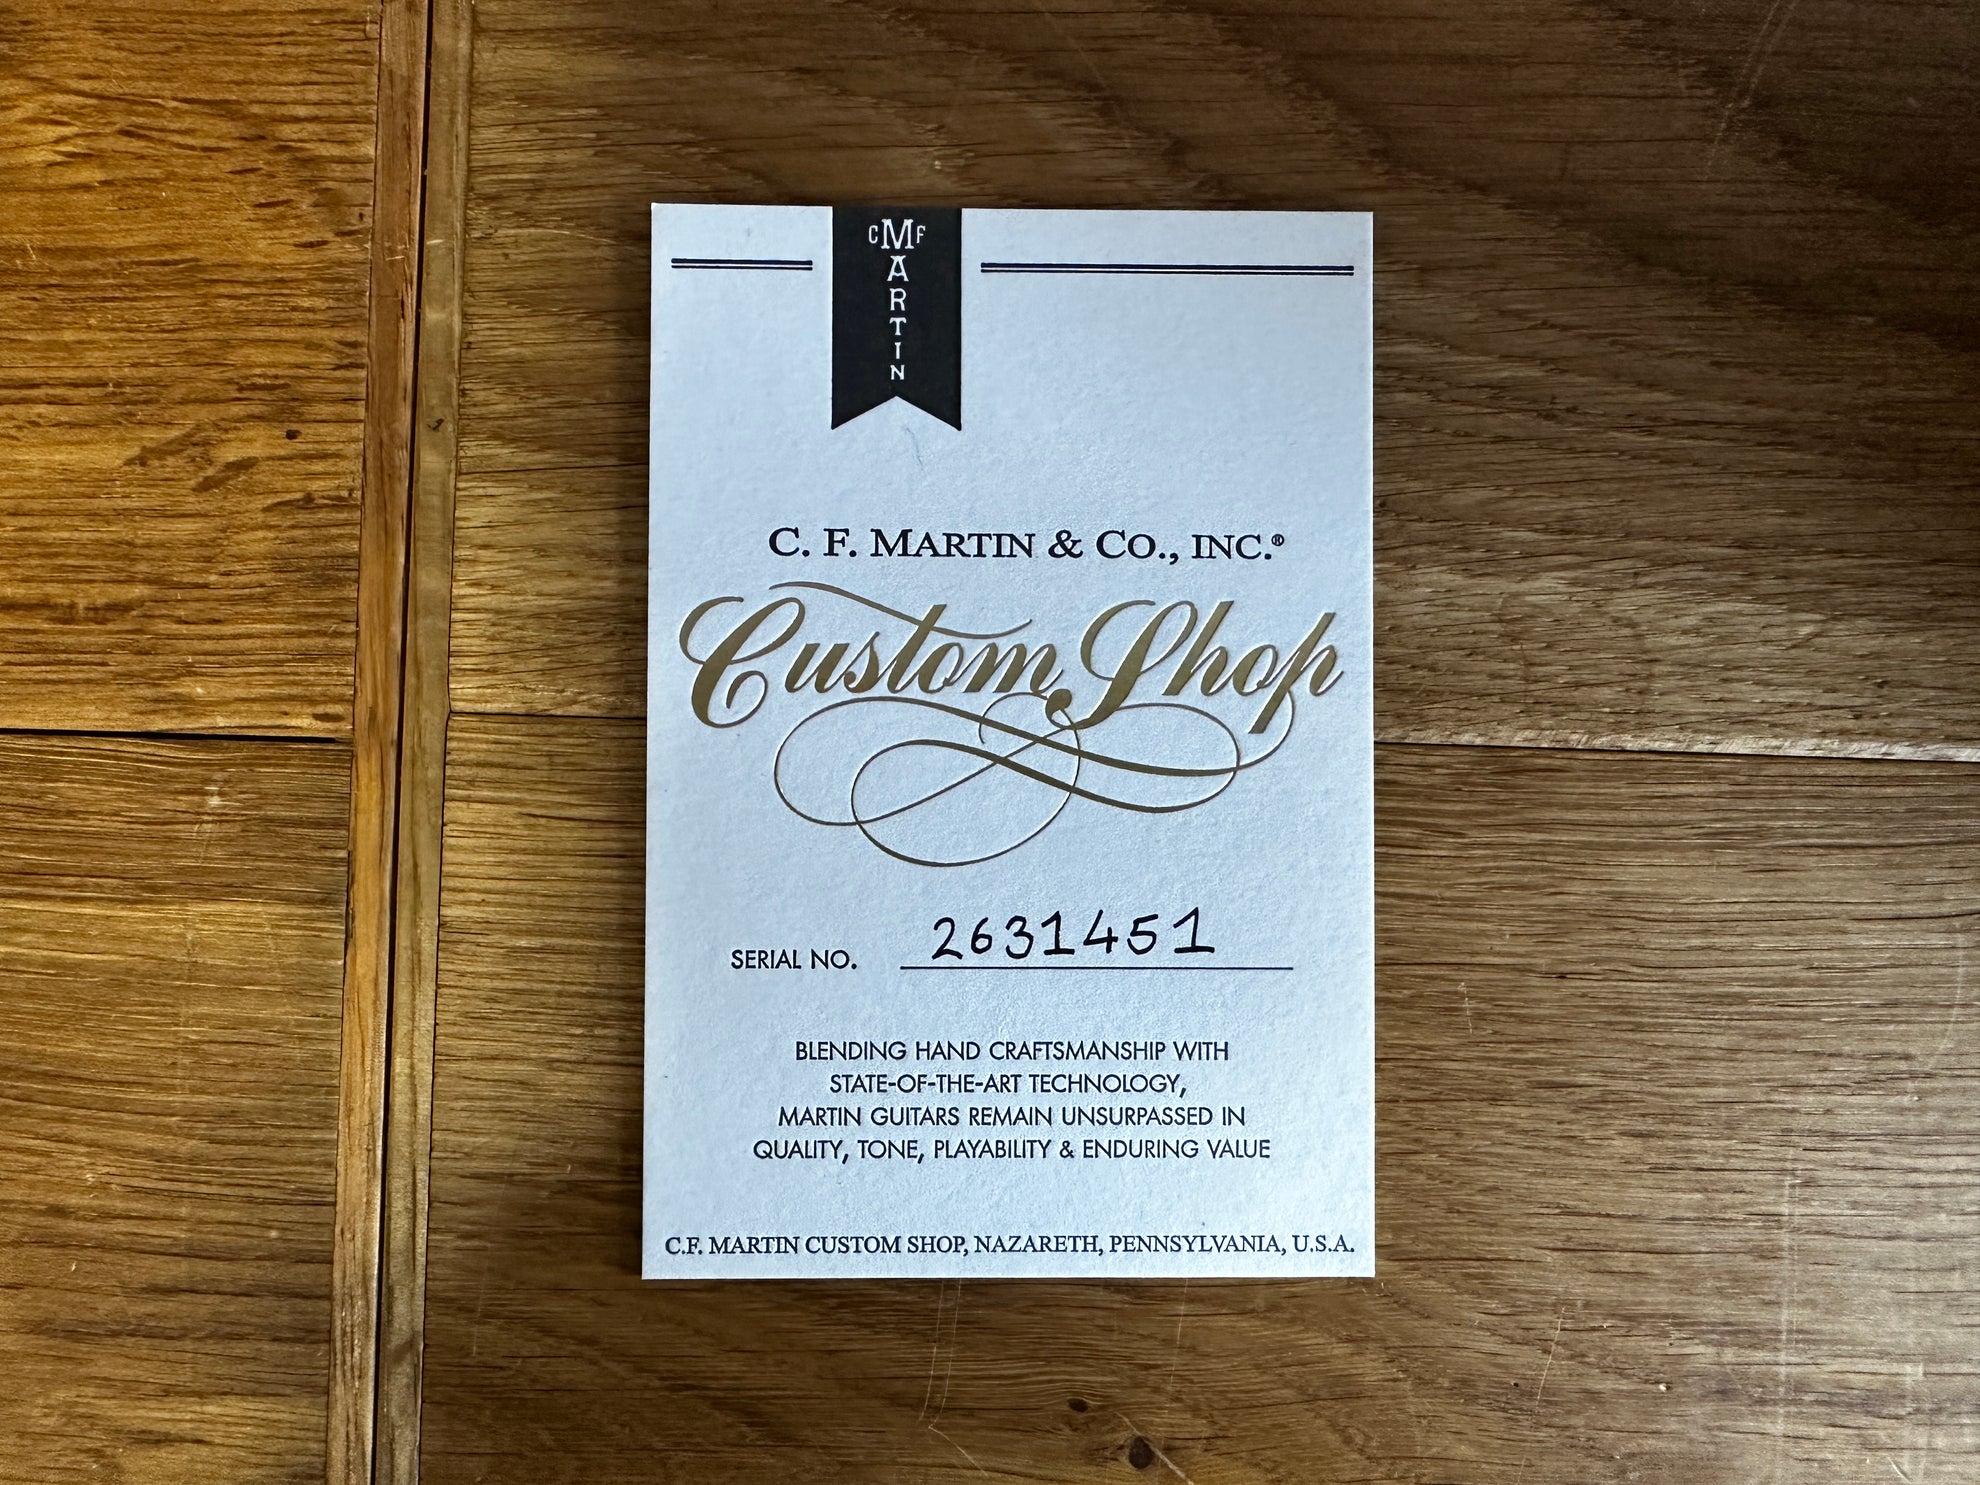 CMF
ARTIN
C. F. MARTIN & CO., INC.®
Custom Shop
SERIAL NO. 2631451
BLENDING HAND CRAFTSMANSHIP WITH
STATE-OF-THE-ART TECHNOLOGY,
MARTIN GUITARS REMAIN UNSURPASSED IN
QUALITY, TONE, PLAYABILITY & ENDURING VALUE
C.F. MARTIN CUSTOM SHOP, NAZARETH, PENNSYLVANIA, U.S.A.